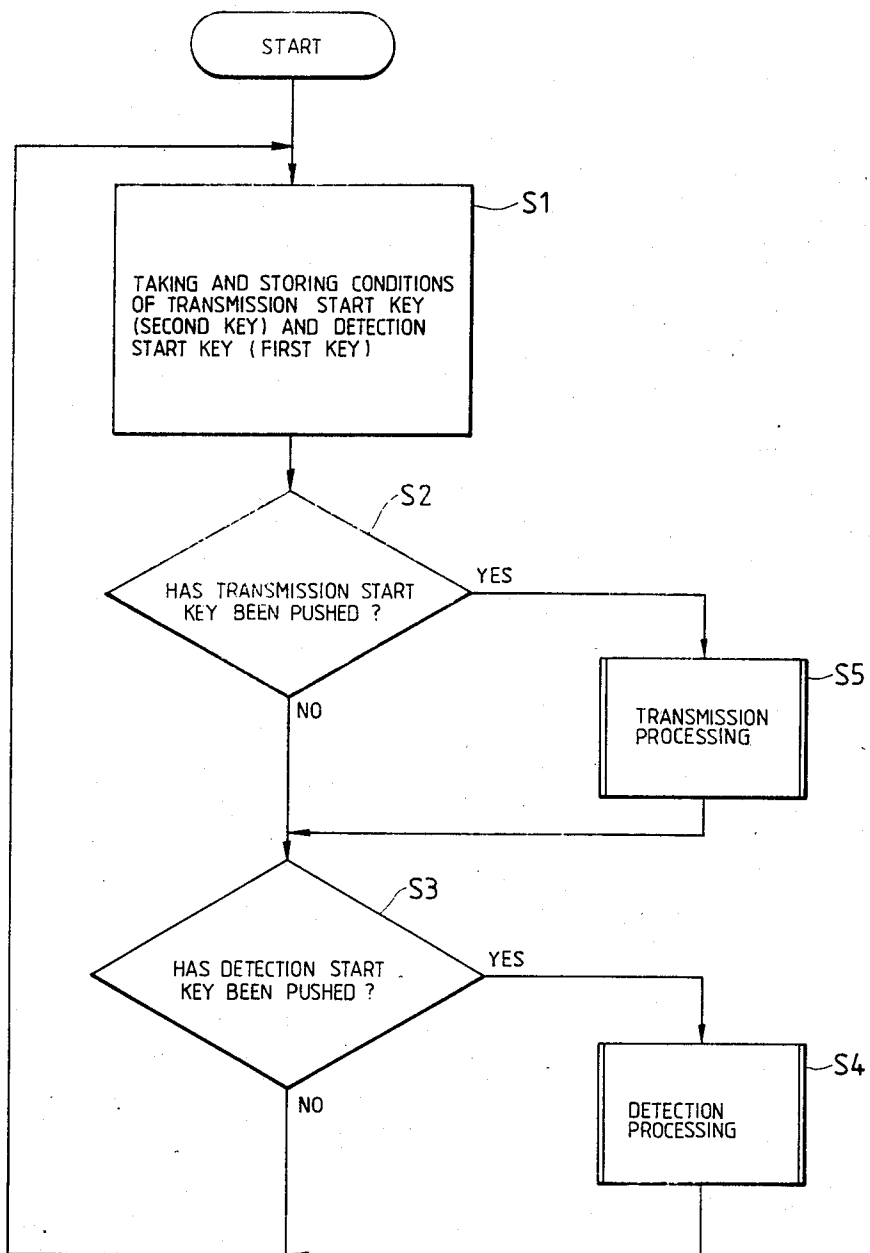 START
S1
TAKING AND STORING CONDITIONS
OF TRANSMISSION START KEY
(SECOND KEY) AND DETECTION
START KEY (FIRST KEY)
S2
HAS TRANSMISSION START
KEY BEEN PUSHED ?
YES
NO
S5
TRANSMISSION
PROCESSING
S3
HAS DETECTION START
KEY BEEN PUSHED ?
YES
NO
S4
DETECTION
PROCESSING